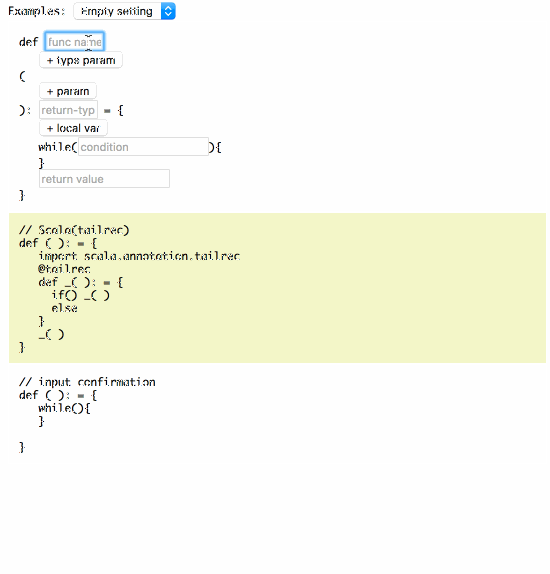 Examples: Empty setting
def func name
+ type param
(
+ param
): return-typ = {
+ local var
while(condition){
}
return value
}
// Scala(tailrec)
def ( ): = {
import scala.annotation.tailrec
@tailrec
def _( ): = {
if() _( )
else
}
_( )
}
// input confirmation
def ( ): = {
while(){
}
}